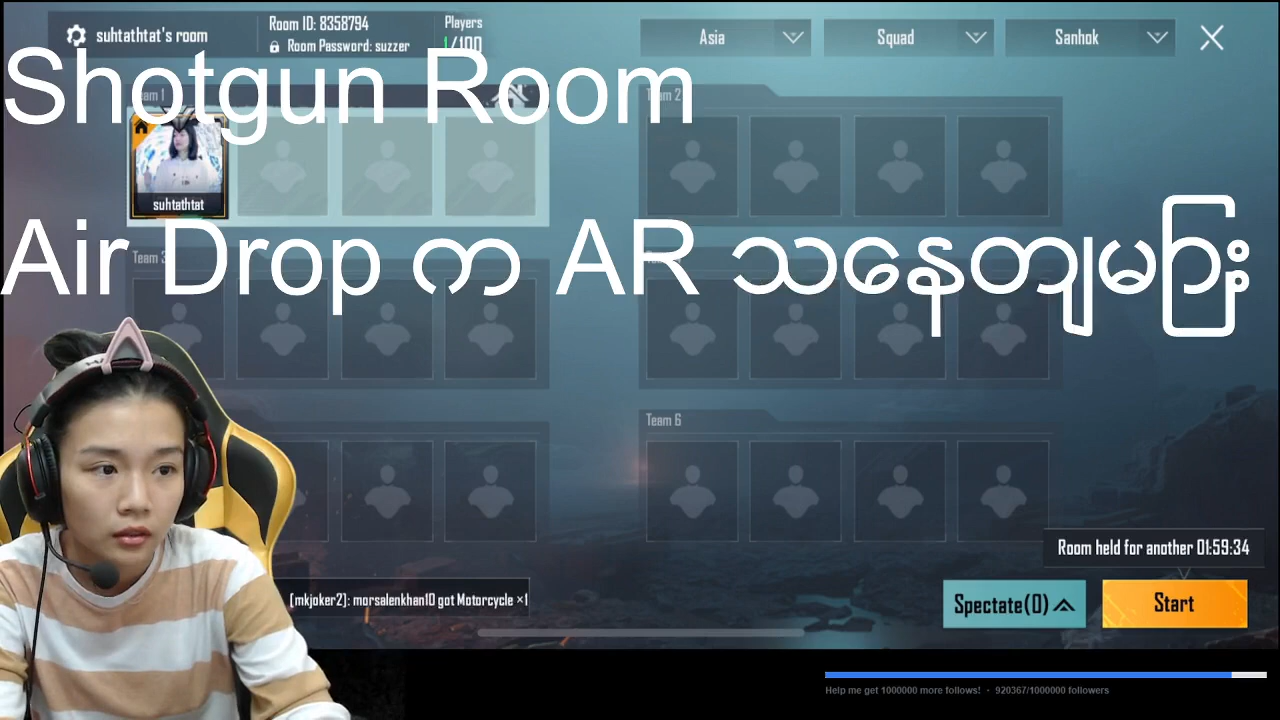 suhtathtat's room
Room ID: 8358794
Room Password: suzzer
Players
1/100
Asia
Squad
Sanhok
Shotgun Room
Team 2
suhtathtat
Air Drop က AR သနေတျမငြား
Team 3
Team 6
Room held for another 01:59:34
[mkjoker2]: morsalenkhan10 got Motorcycle ×1
Spectate(0)
Start
Help me get 1000000 more follows! · 920367/1000000 followers